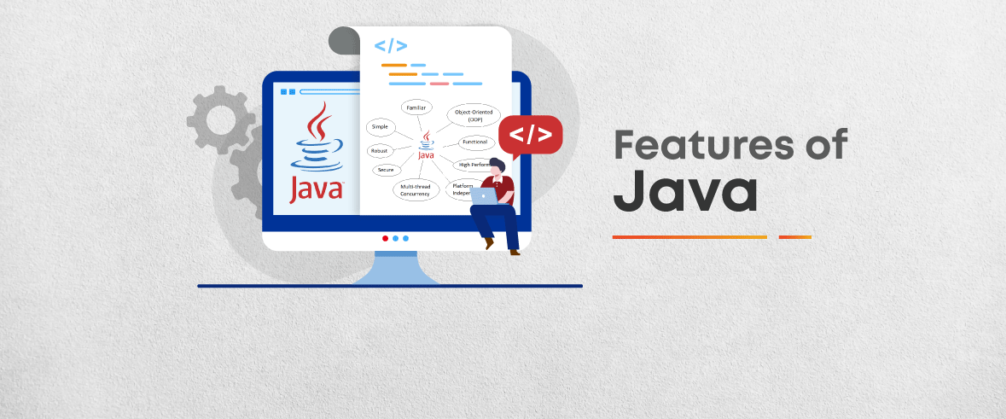 </>
Familiar
Object-Oriented
(OOP)
Simple
</>
Functional
Robust
Java
High Perform
Secure
Multi-thread
Concurrency
Platform
Indepen
Java
Features of
Java